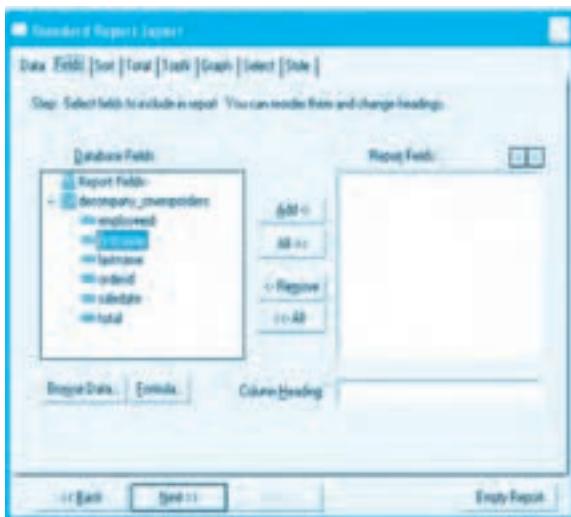 Standard Report Expert
Data Fields Sort Total TopN Graph Select Style
Step: Select fields to include in report. You can reorder them and change headings.
Database Fields: Report Fields:
Report Fields
employeeid
lastname
orderid
saledate
total
Add ->
All ->>
<- Remove
<<- All
Browse Data... Formula...
Column Heading:
<< Back Next >> Empty Report